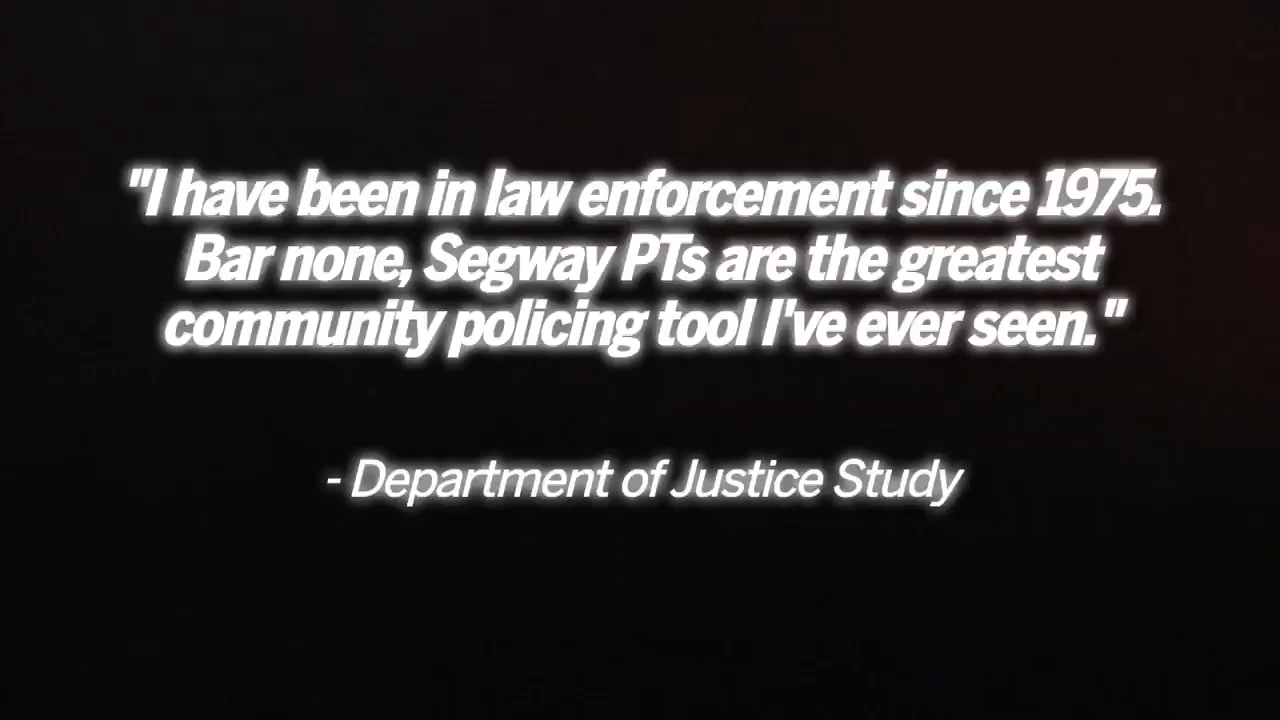 "I have been in law enforcement since 1975.
Bar none, Segway PTs are the greatest
community policing tool I've ever seen."
- Department of Justice Study